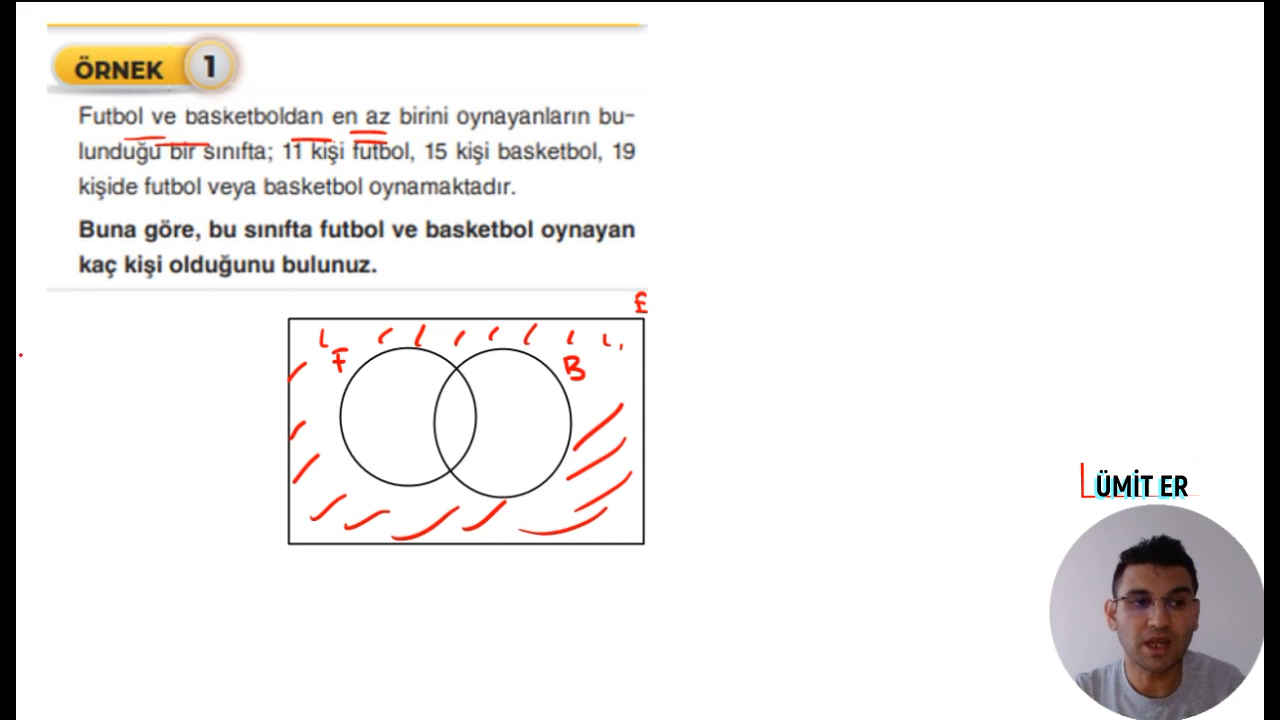 ÖRNEK 1
Futbol ve basketboldan en az birini oynayanların bu-
lunduğu bir sınıfta; 11 kişi futbol, 15 kişi basketbol, 19
kişide futbol veya basketbol oynamaktadır.
Buna göre, bu sınıfta futbol ve basketbol oynayan
kaç kişi olduğunu bulunuz.
E
F
B
ÜMİT ER